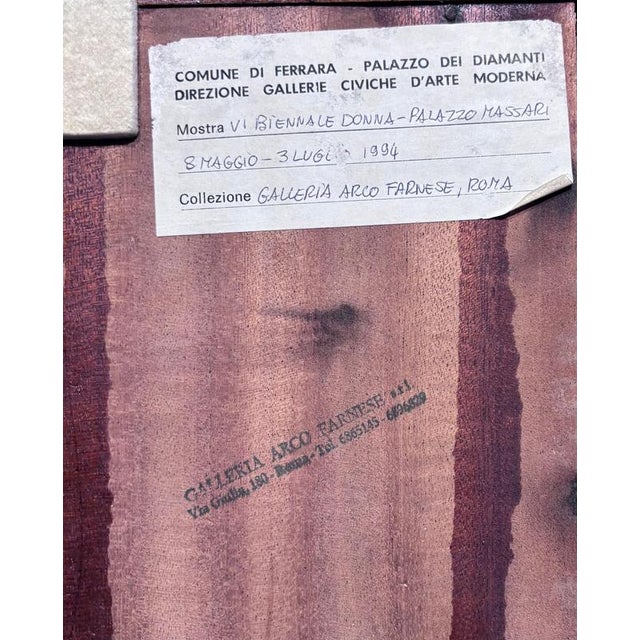 COMUNE DI FERRARA - PALAZZO DEI DIAMANTI
DIREZIONE GALLERIE CIVICHE D'ARTE MODERNA
Mostra VI BIENNALE DONNA - PALAZZO MASSARI
8 MAGGIO - 3 LUGLIO 1994
Collezione GALLERIA ARCO FARNESE, ROMA
GALLERIA ARCO FARNESE s.r.l.
Via Giulia, 180 - Roma - Tel. 6865145 -